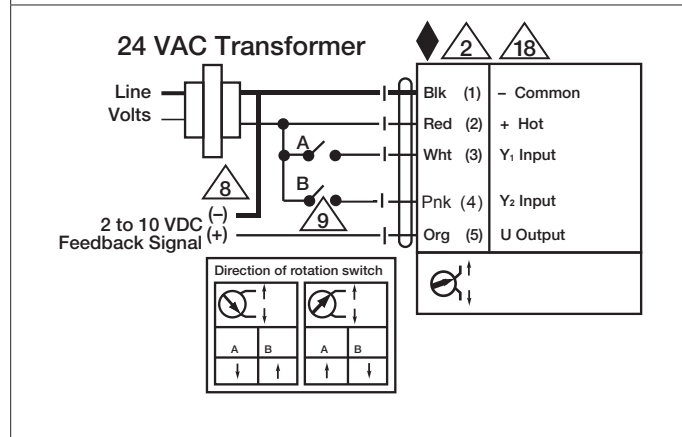 24 VAC Transformer
2
18
Line
Volts
Blk (1) – Common
Red (2) + Hot
A
Wht (3) Y₁ Input
8
B
Pnk (4) Y₂ Input
9
2 to 10 VDC (–)
Feedback Signal (+)
Org (5) U Output
Direction of rotation switch
A B A B